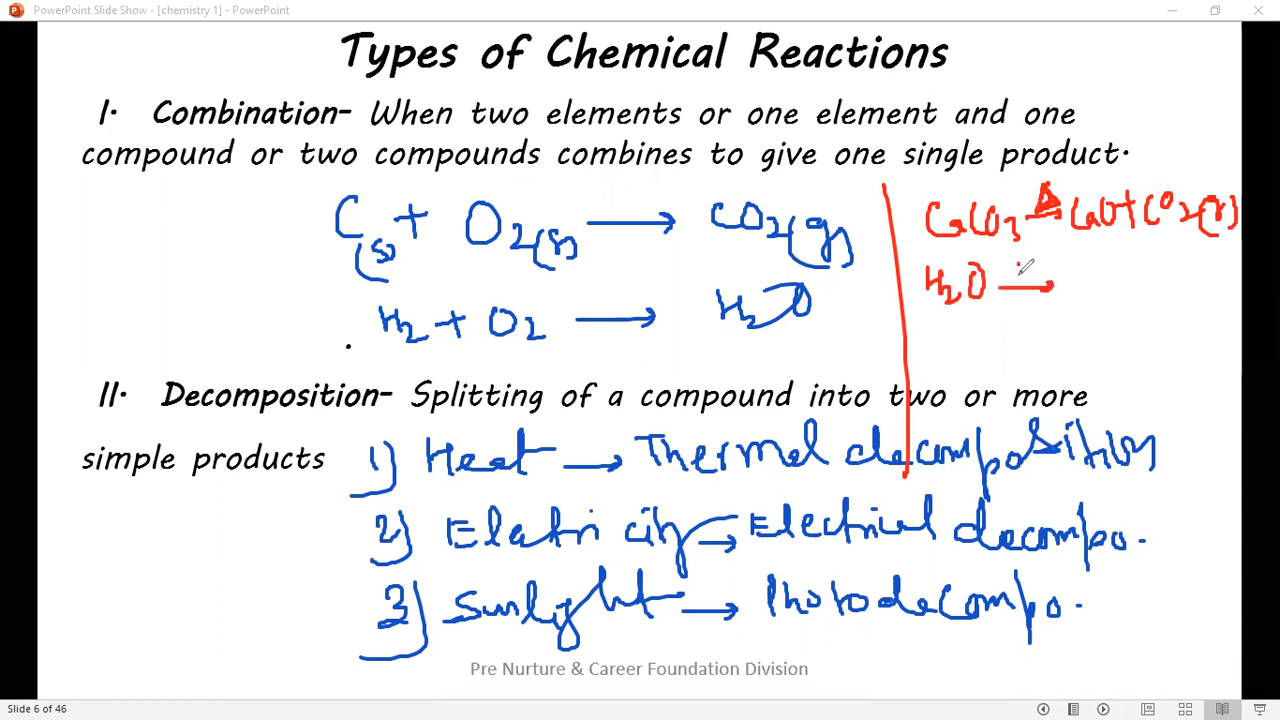 PowerPoint Slide Show - [chemistry 1] - PowerPoint
Types of Chemical Reactions
I. Combination- When two elements or one element and one
compound or two compounds combines to give one single product.
C(s) + O2(s) → CO2(g)
CaCO3 →Δ CaO + CO2(g)
H2 + O2 → H2O
H2O →
II. Decomposition- Splitting of a compound into two or more
simple products
1) Heat → Thermal decomposition
2) Electricity → Electrical decompo.
3) Sunlight → Photodecompo.
Pre Nurture & Career Foundation Division
Slide 6 of 46